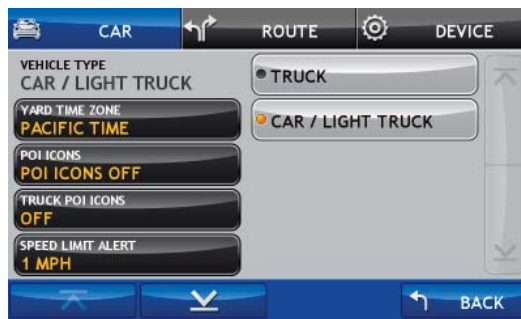 CAR
ROUTE
DEVICE
VEHICLE TYPE
CAR / LIGHT TRUCK
YARD TIME ZONE
PACIFIC TIME
POI ICONS
POI ICONS OFF
TRUCK POI ICONS
OFF
SPEED LIMIT ALERT
1 MPH
TRUCK
CAR / LIGHT TRUCK
BACK